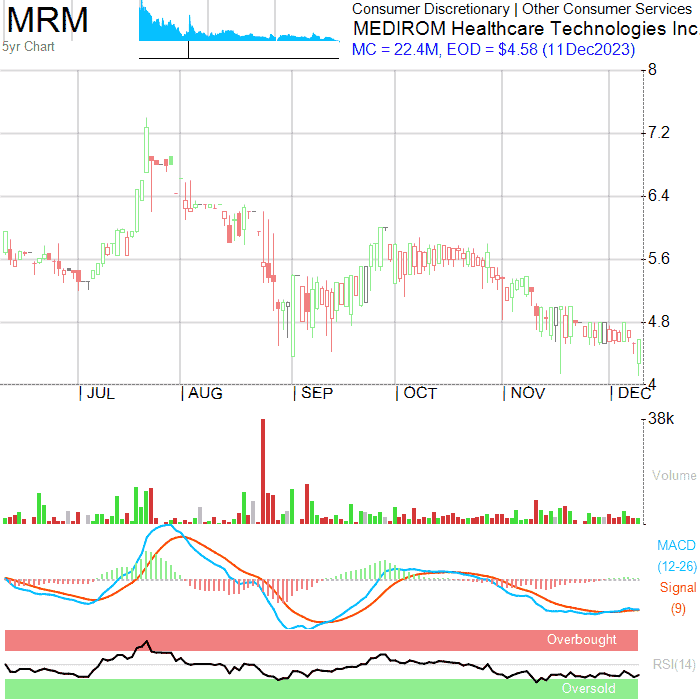 MRM
5yr Chart
Consumer Discretionary | Other Consumer Services
MEDIROM Healthcare Technologies Inc
MC = 22.4M, EOD = $4.58 (11Dec2023)
8
7.2
6.4
5.6
4.8
4
| JUL | AUG | SEP | OCT | NOV | DEC
38k
Volume
MACD
(12-26)
Signal
(9)
Overbought
RSI(14)
Oversold